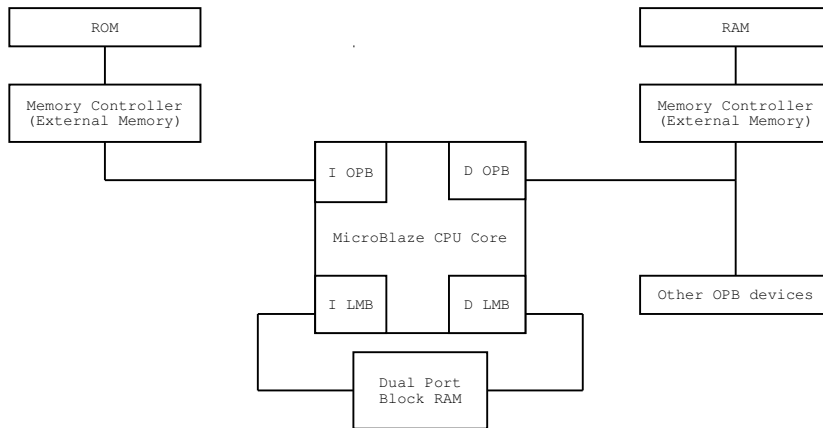 ROM
RAM
Memory Controller
(External Memory)
Memory Controller
(External Memory)
I OPB
D OPB
MicroBlaze CPU Core
I LMB
D LMB
Other OPB devices
Dual Port
Block RAM